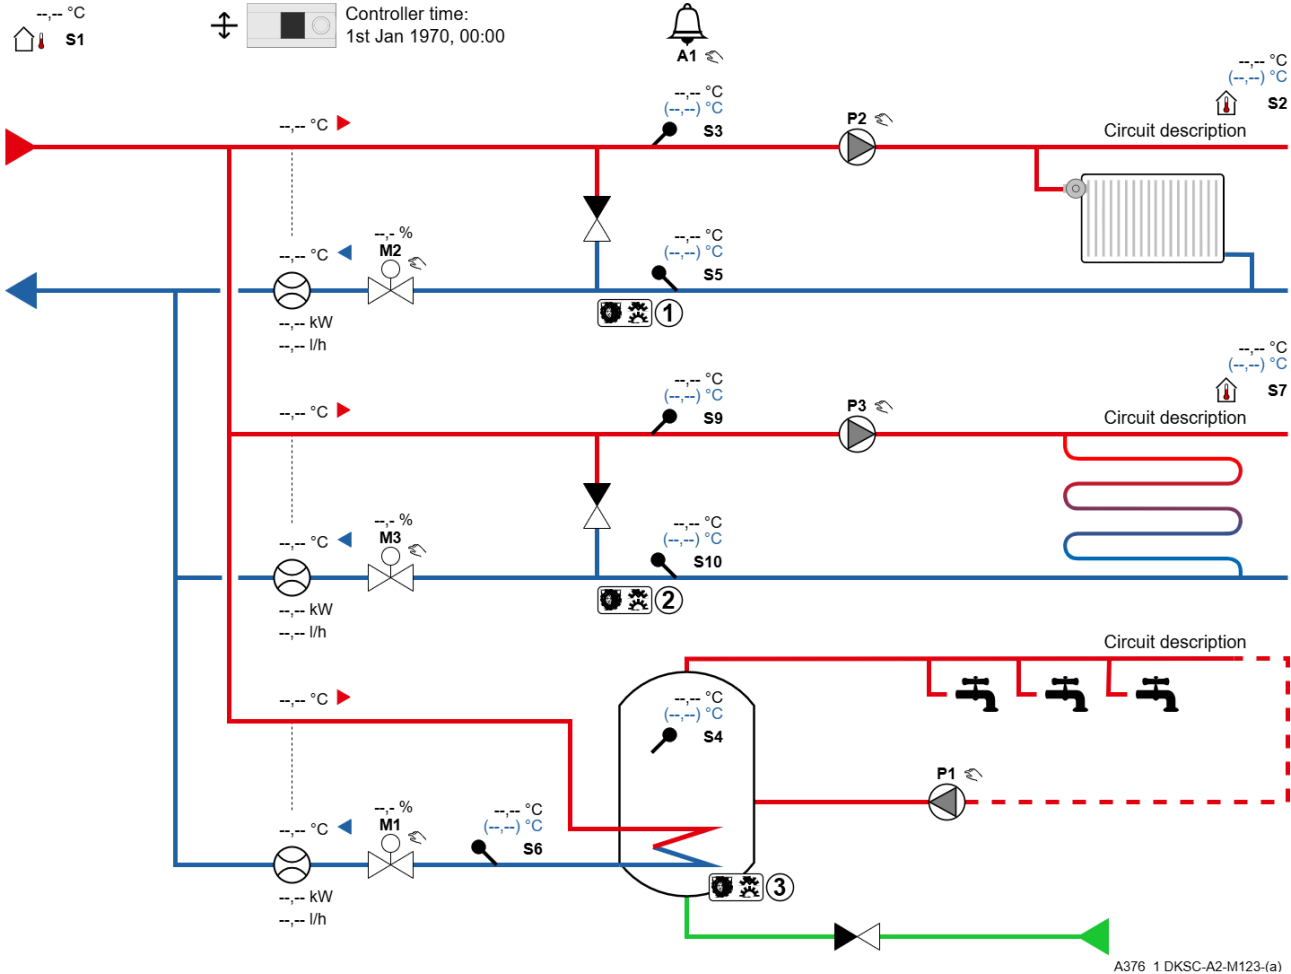 --,-- °C
S1
Controller time:
1st Jan 1970, 00:00
A1
--,-- °C
(--,--) °C
S2
--,-- °C
(--,--) °C
S3
P2
--,-- °C
Circuit description
--,- %
M2
--,-- °C
--,-- °C
(--,--) °C
S5
1
--,-- kW
--,-- l/h
--,-- °C
(--,--) °C
S7
--,-- °C
(--,--) °C
S9
P3
--,-- °C
Circuit description
--,- %
M3
--,-- °C
--,-- °C
(--,--) °C
S10
2
--,-- kW
--,-- l/h
Circuit description
--,-- °C
--,-- °C
(--,--) °C
S4
P1
--,- %
M1
--,-- °C
--,-- °C
(--,--) °C
S6
3
--,-- kW
--,-- l/h
A376_1 DKSC-A2-M123-(a)